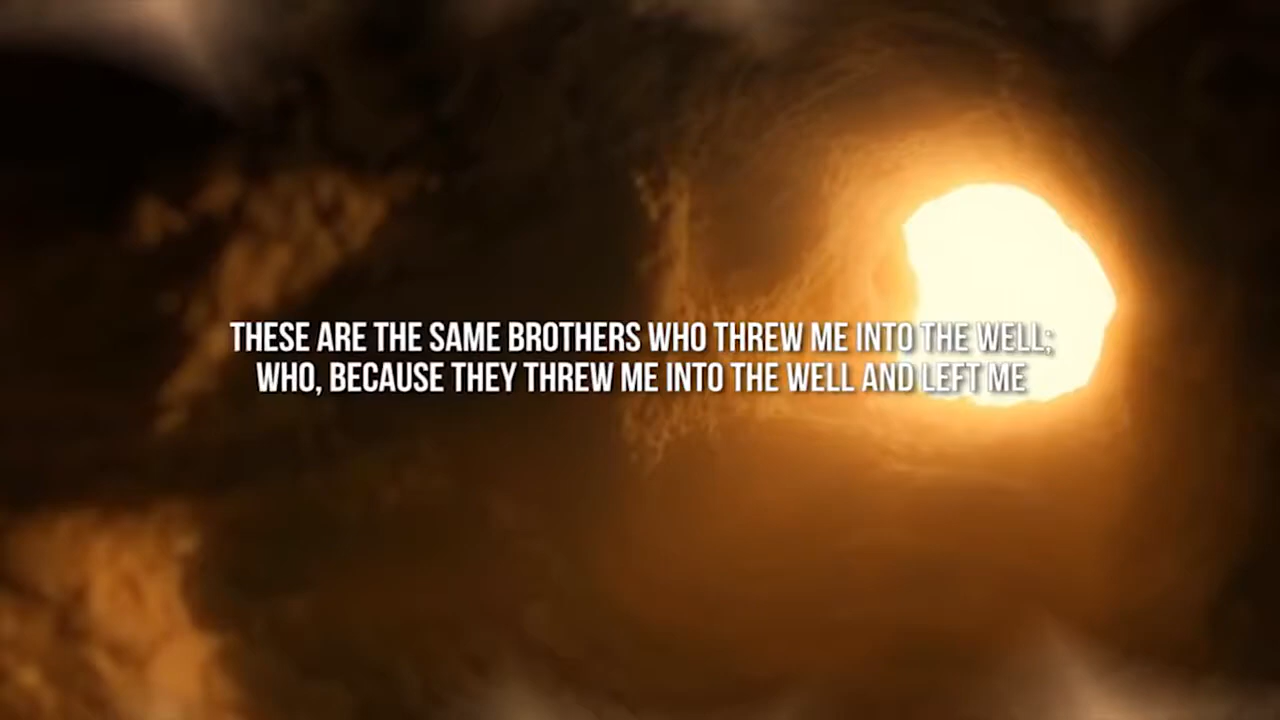 THESE ARE THE SAME BROTHERS WHO THREW ME INTO THE WELL;
WHO, BECAUSE THEY THREW ME INTO THE WELL AND LEFT ME